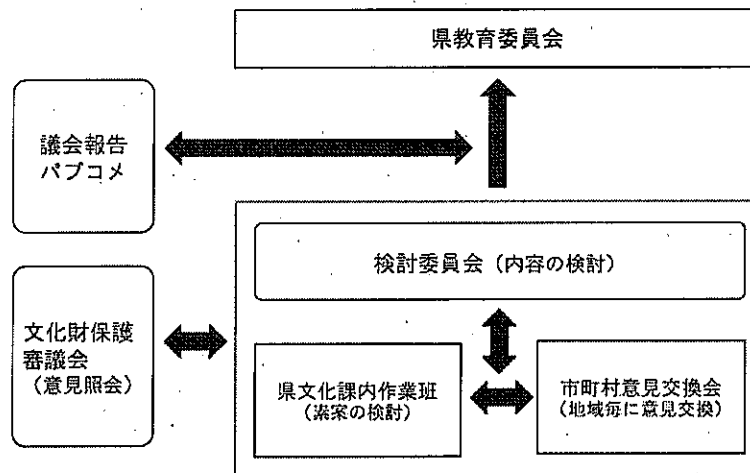 県教育委員会
議会報告
パブコメ
検討委員会（内容の検討）
文化財保護
審議会
（意見照会）
県文化課内作業班
（素案の検討）
市町村意見交換会
（地域毎に意見交換）